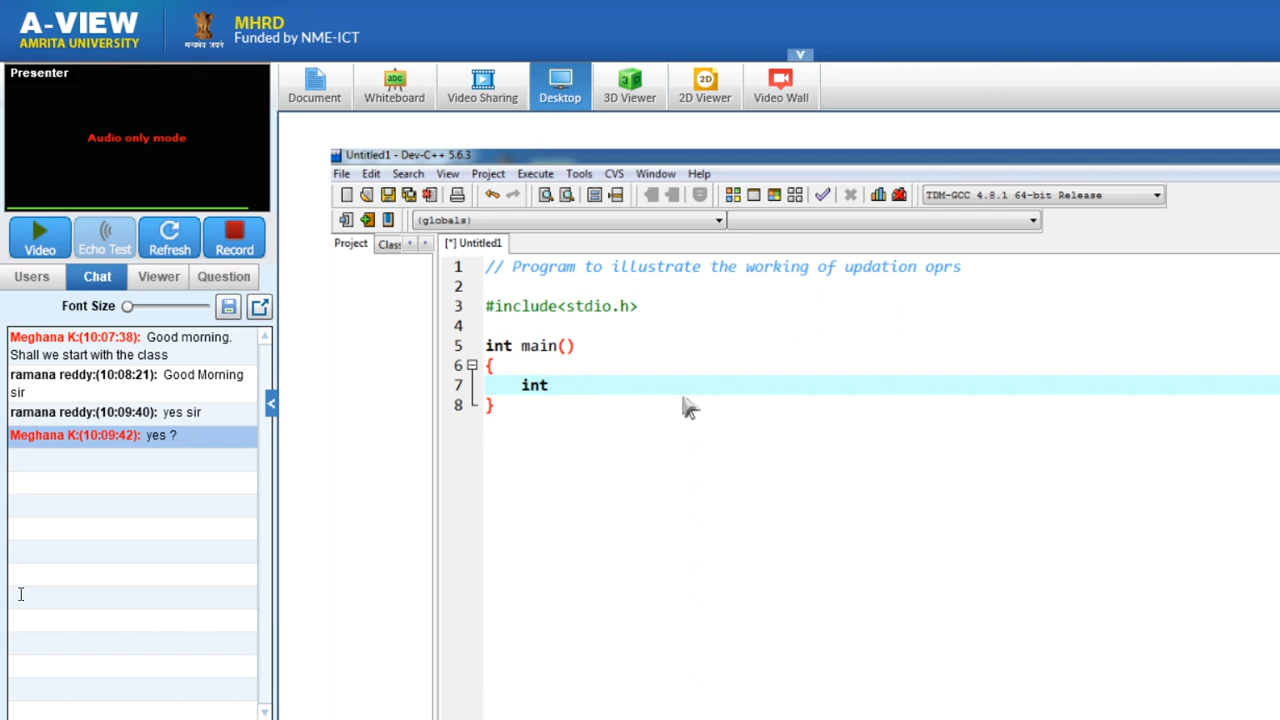 A-VIEW
AMRITA UNIVERSITY
MHRD
Funded by NME-ICT
Presenter
Audio only mode
Video
Echo Test
Refresh
Record
Users
Chat
Viewer
Question
Font Size
Meghana K:(10:07:38): Good morning.
Shall we start with the class
ramana reddy:(10:08:21): Good Morning
sir
ramana reddy:(10:09:40): yes sir
Meghana K:(10:09:42): yes ?
Document
abc
Whiteboard
Video Sharing
Desktop
3D
3D Viewer
2D
2D Viewer
Video Wall
Untitled1 - Dev-C++ 5.6.3
File Edit Search View Project Execute Tools CVS Window Help
TDM-GCC 4.8.1 64-bit Release
(globals)
Project Clas
[*] Untitled1
1 // Program to illustrate the working of updation oprs
2
3 #include<stdio.h>
4
5 int main()
6 {
7 int
8 }